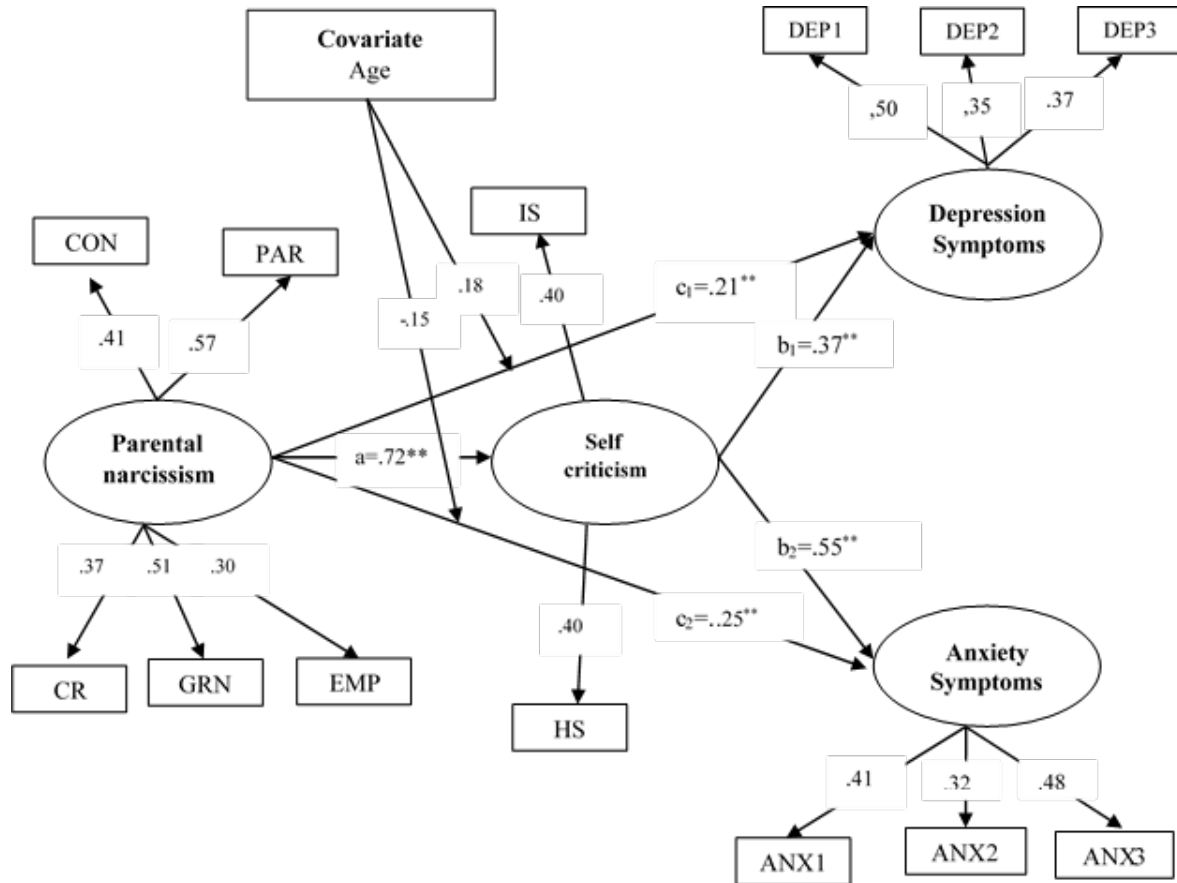 Covariate
Age
DEP1
DEP2
DEP3
,50
,35
.37
IS
Depression
Symptoms
CON
PAR
.41
.57
-.15
.18
.40
c₁=.21**
b₁=.37**
Parental
narcissism
a=.72**
Self
criticism
.37
.51
.30
b₂=.55**
c₂=..25**
.40
CR
GRN
EMP
HS
Anxiety
Symptoms
.41
.32
.48
ANX1
ANX2
ANX3